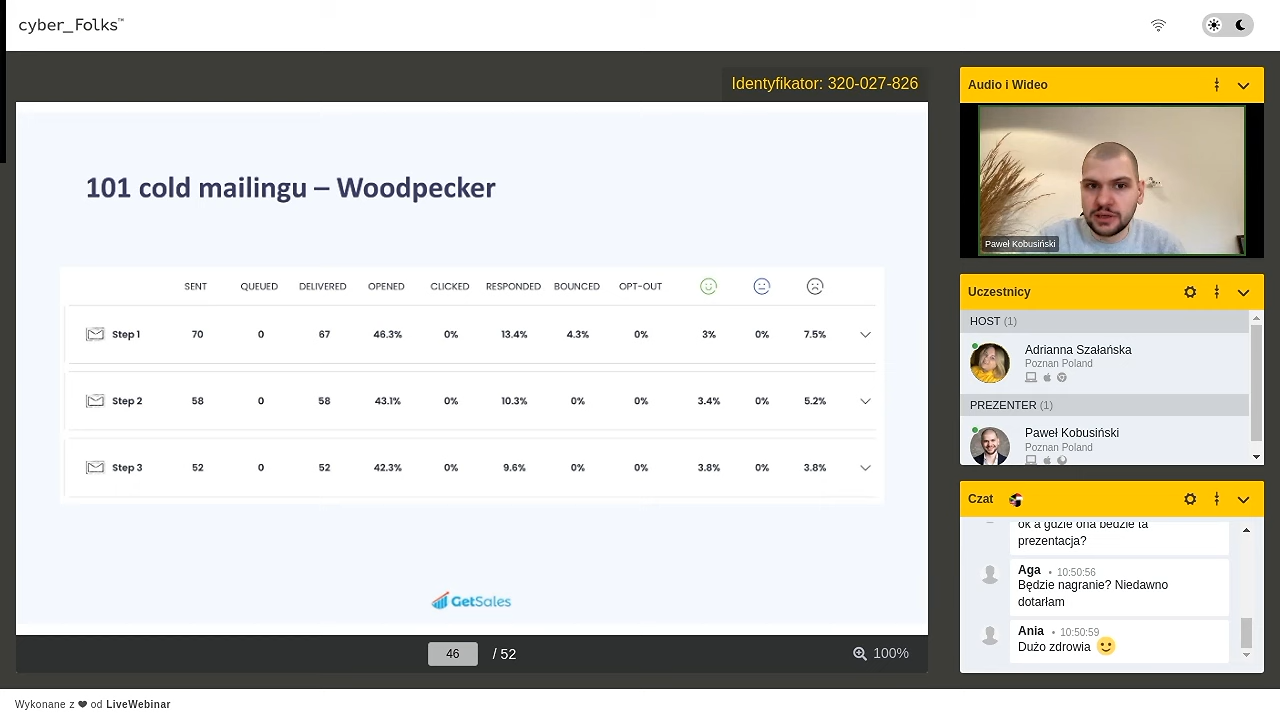 cyber_Folks™
Identyfikator: 320-027-826
101 cold mailingu – Woodpecker
SENT QUEUED DELIVERED OPENED CLICKED RESPONDED BOUNCED OPT-OUT
Step 1 70 0 67 46.3% 0% 13.4% 4.3% 0% 3% 0% 7.5%
Step 2 58 0 58 43.1% 0% 10.3% 0% 0% 3.4% 0% 5.2%
Step 3 52 0 52 42.3% 0% 9.6% 0% 0% 3.8% 0% 3.8%
GetSales
46 / 52
100%
Audio i Wideo
Paweł Kobusiński
Uczestnicy
HOST (1)
Adrianna Szałańska
Poznan Poland
PREZENTER (1)
Paweł Kobusiński
Poznan Poland
Czat
ok a gdzie ona bedzie ta
prezentacja?
Aga • 10:50:56
Będzie nagranie? Niedawno
dotarłam
Ania • 10:50:59
Dużo zdrowia
Wykonane z ❤ od LiveWebinar